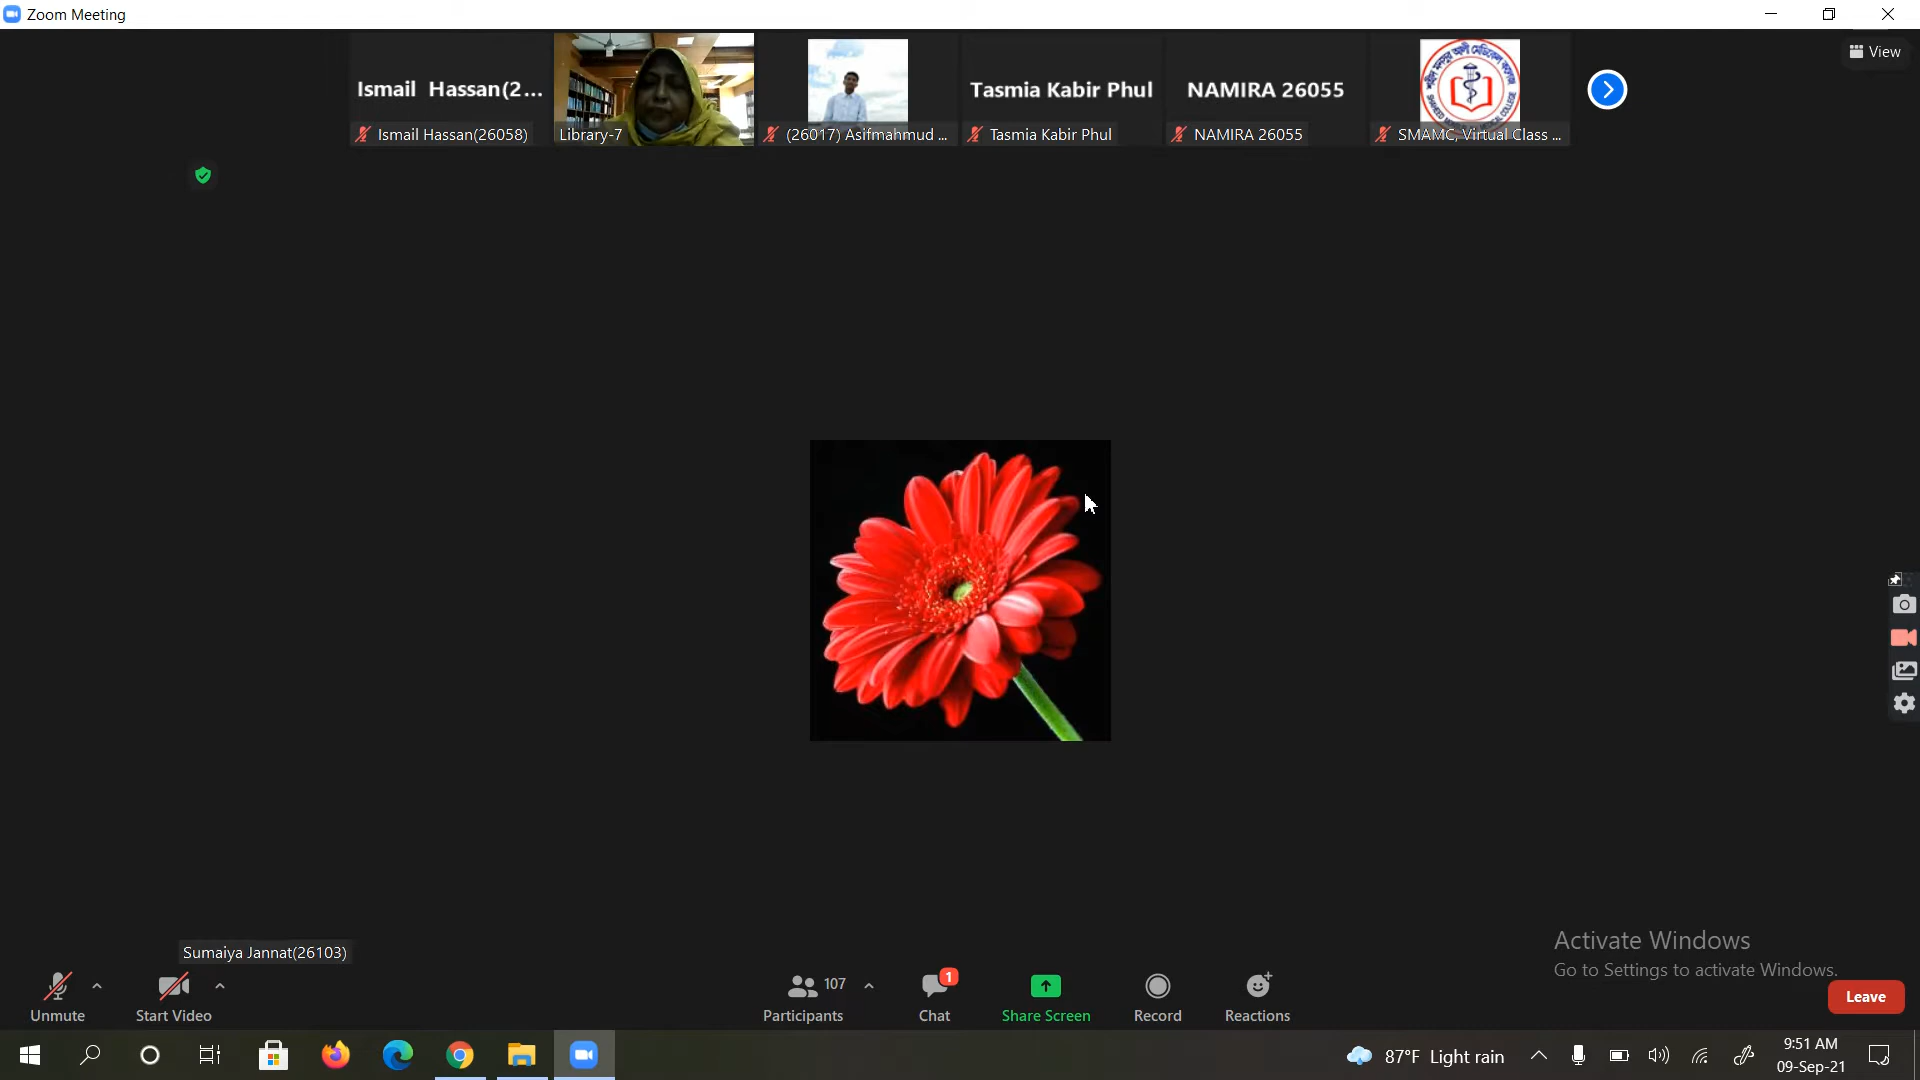 Zoom Meeting
View
Ismail Hassan(2...
Tasmia Kabir Phul
NAMIRA 26055
Ismail Hassan(26058)
Library-7
(26017) Asifmahmud ...
Tasmia Kabir Phul
NAMIRA 26055
SMAMC, Virtual Class ...
Activate Windows
Go to Settings to activate Windows.
Sumaiya Jannat(26103)
Unmute
Start Video
107
Participants
1
Chat
Share Screen
Record
Reactions
Leave
87°F Light rain
9:51 AM
09-Sep-21